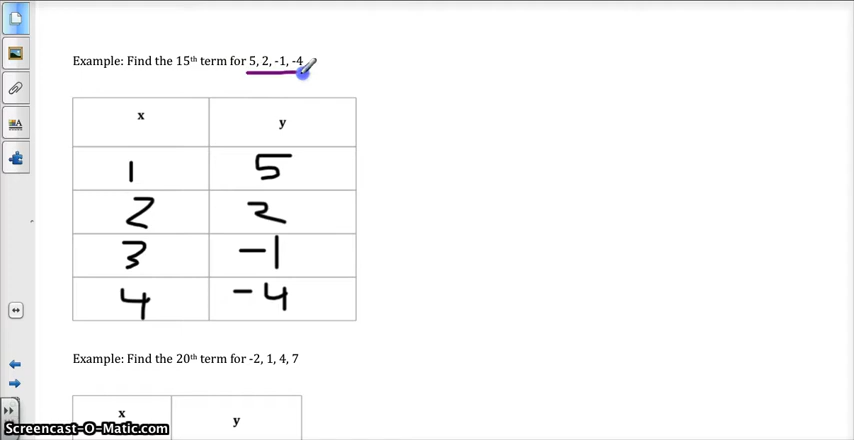 Example: Find the 15th term for 5, 2, -1, -4
x y
1 5
2 2
3 -1
4 -4
Example: Find the 20th term for -2, 1, 4, 7
x y
Screencast-O-Matic.com